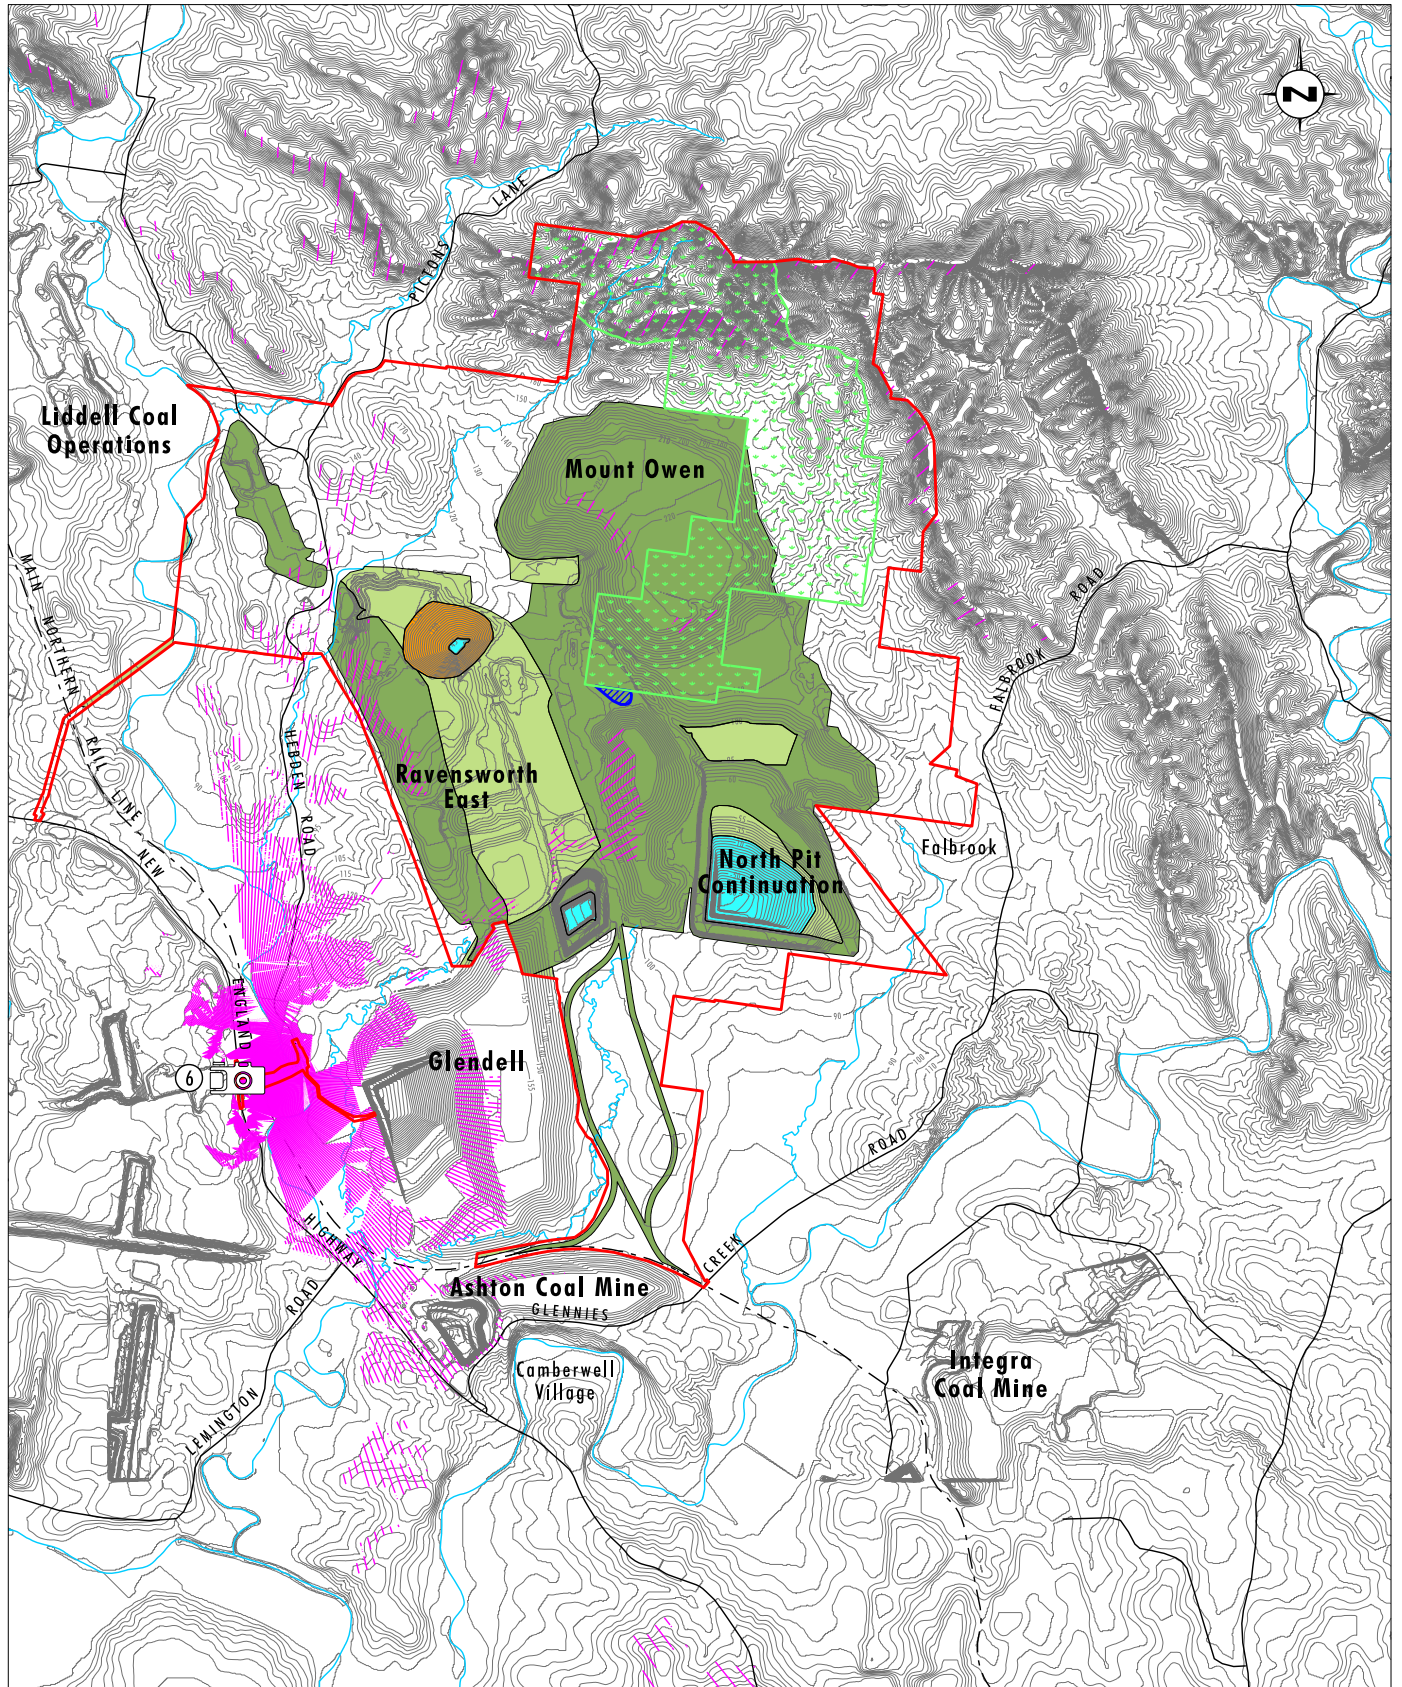 N
LANE
PICTONS
Liddell Coal
Operations
Mount Owen
MAIN
NORTHERN
RAIL
LINE
ROAD
FALBROOK
HEBDEN
ROAD
Ravensworth
East
NEW
ENGLAND
HIGHWAY
North Pit
Continuation
Falbrook
Glendell
6
ROAD
CREEK
GLENNIES
Ashton Coal Mine
ROAD
LEMINGTON
Camberwell
Village
Integra
Coal Mine